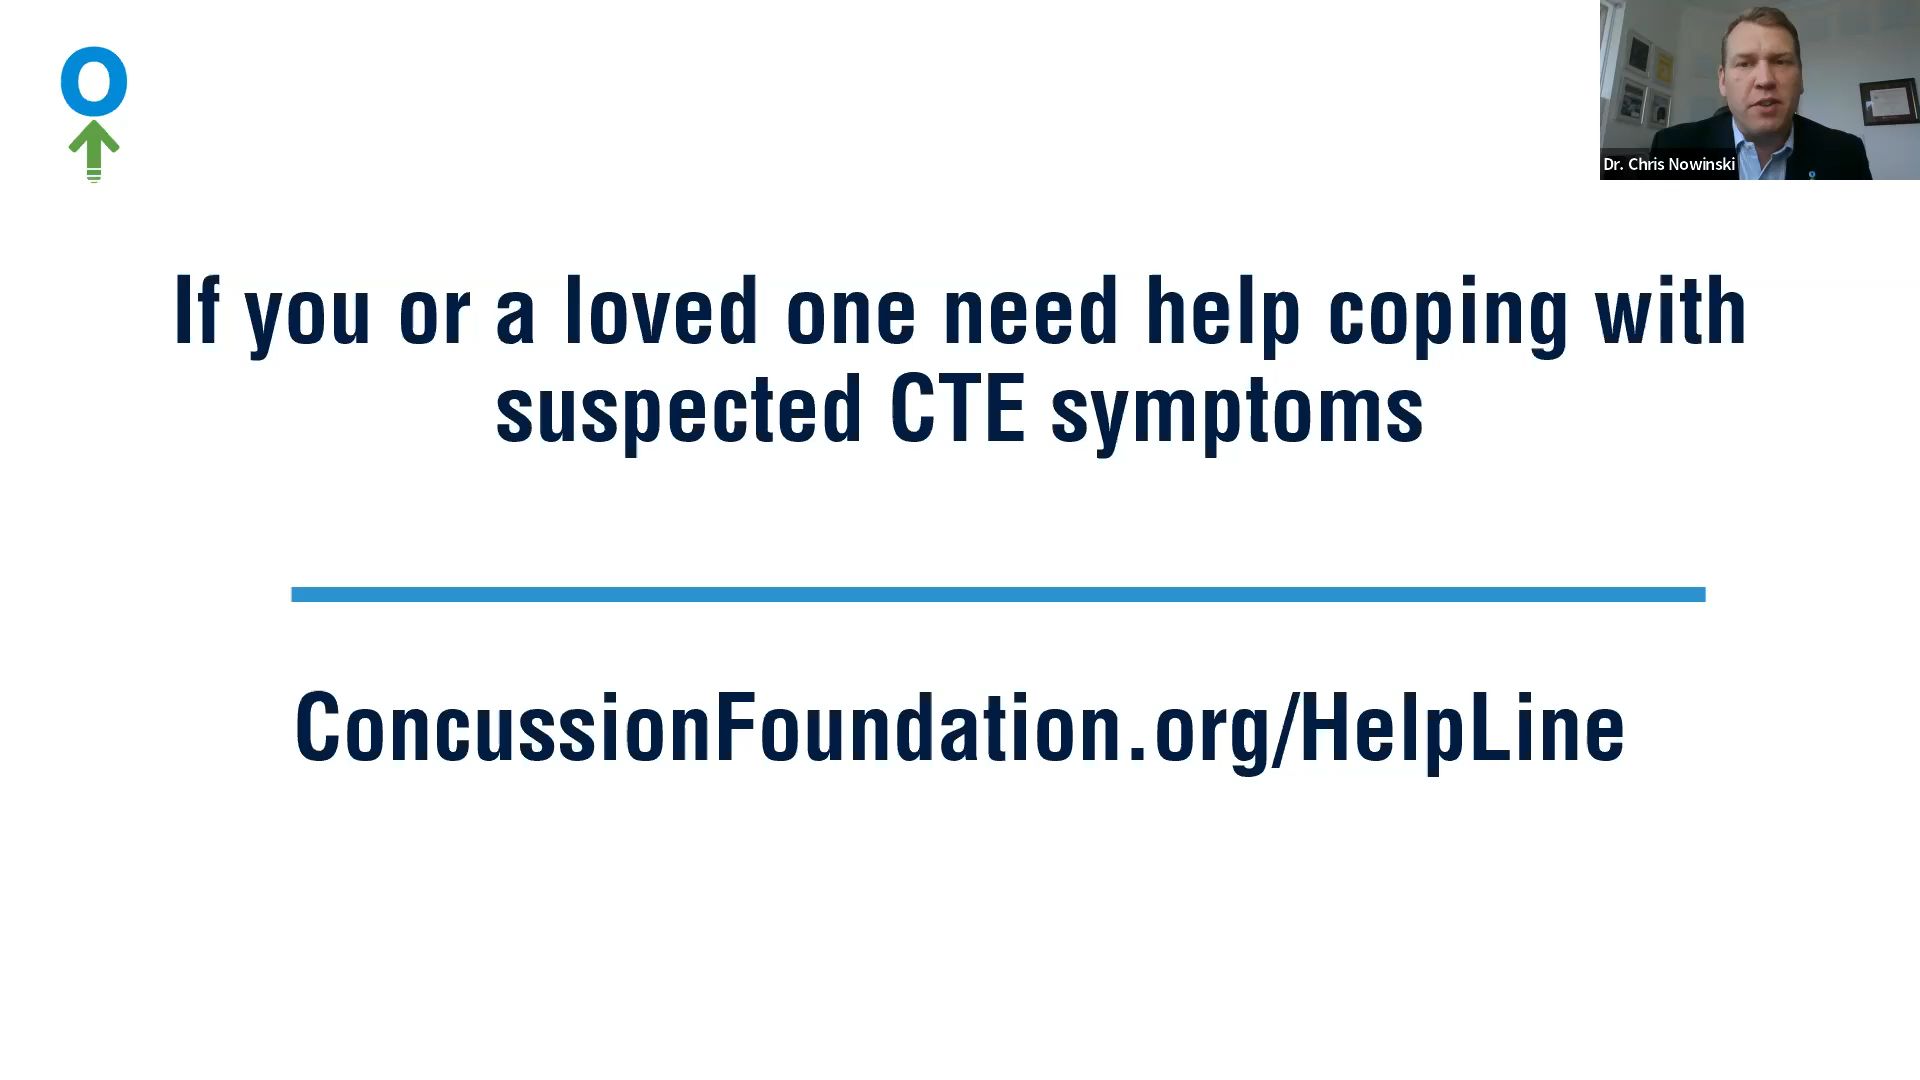 Dr. Chris Nowinski
If you or a loved one need help coping with
suspected CTE symptoms
ConcussionFoundation.org/HelpLine